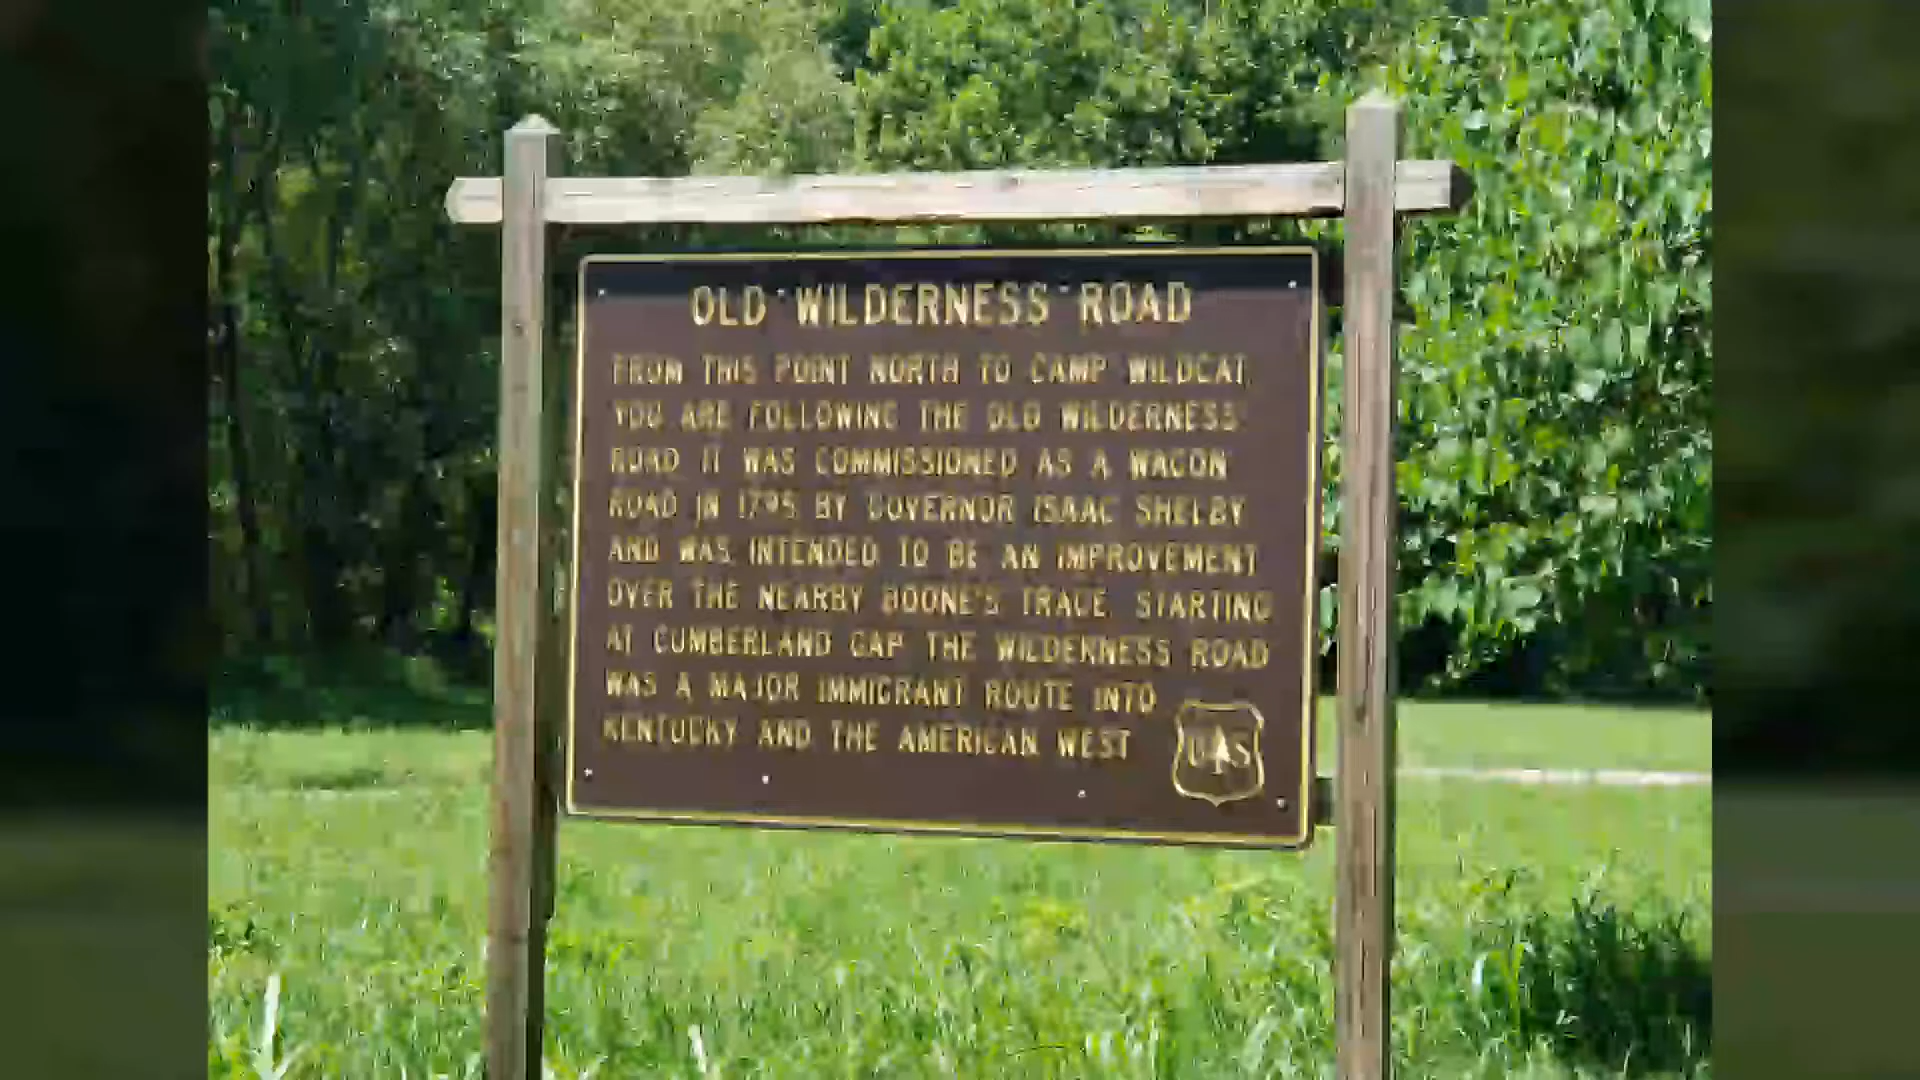 OLD WILDERNESS ROAD
FROM THIS POINT NORTH TO CAMP WILDCAT
YOU ARE FOLLOWING THE OLD WILDERNESS
ROAD IT WAS COMMISSIONED AS A WAGON
ROAD IN 1795 BY GOVERNOR ISAAC SHELBY
AND WAS INTENDED TO BE AN IMPROVEMENT
OVER THE NEARBY BOONE'S TRACE. STARTING
AT CUMBERLAND GAP THE WILDERNESS ROAD
WAS A MAJOR IMMIGRANT ROUTE INTO
KENTUCKY AND THE AMERICAN WEST
U S